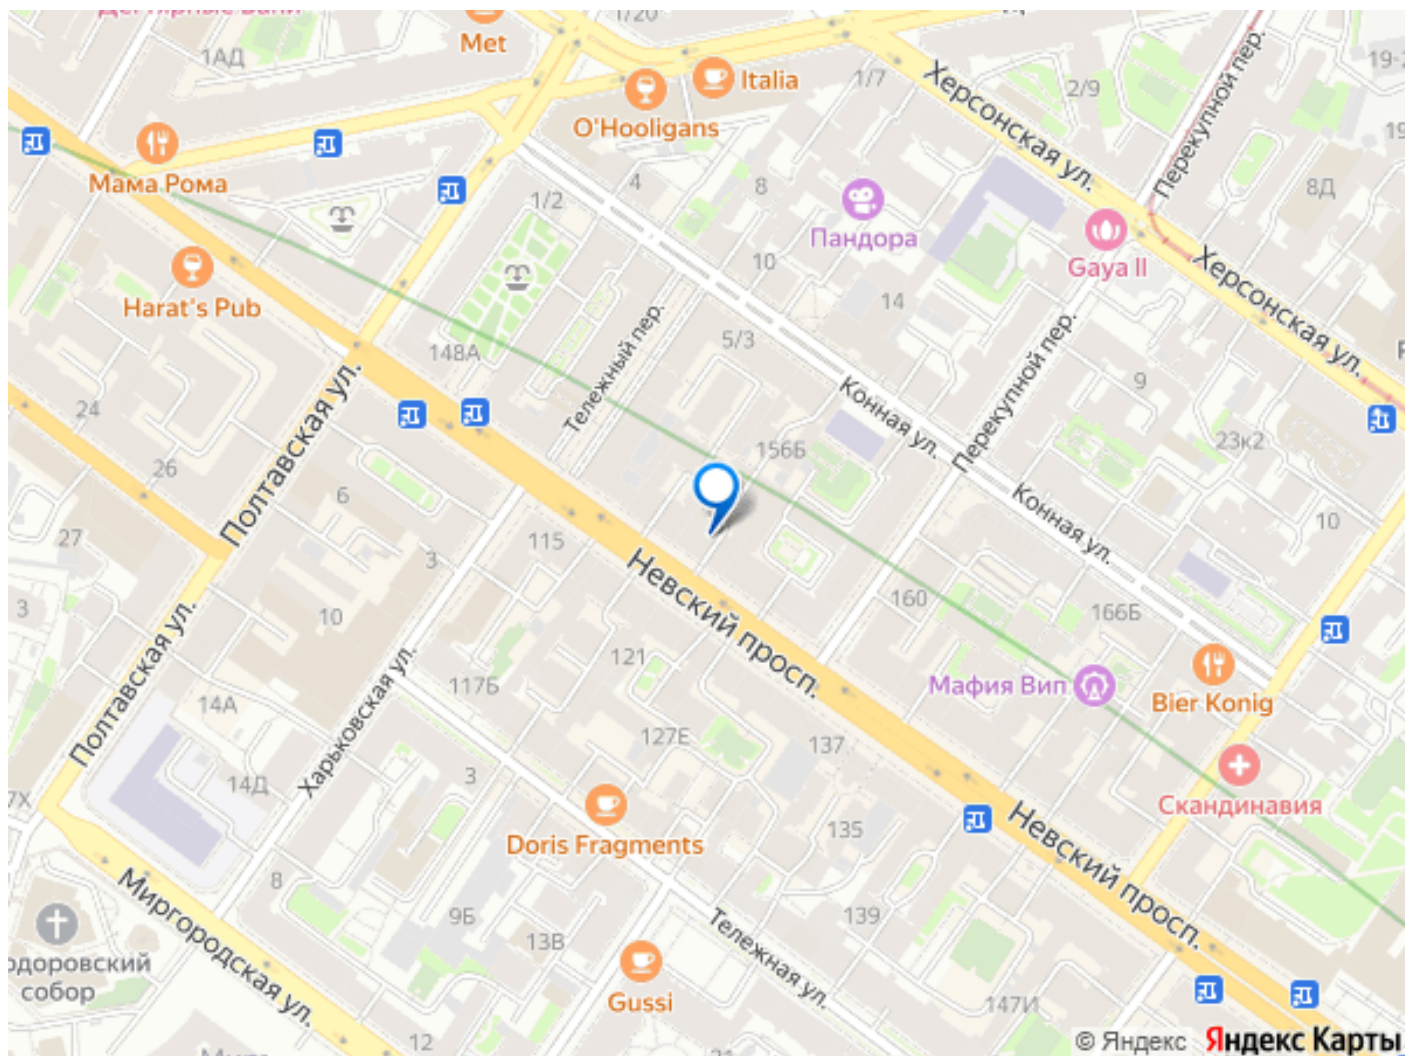 Met
1/20
1АД
Italia
1/7
Херсонская ул.
2/9
Перекупной пер.
O'Hooligans
Мама Рома
1/2
4
8
Пандора
8Д
Gaya II
Херсонская ул.
Harat's Pub
10
14
148А
Тележный пер.
5/3
Перекупной пер.
9
24
Полтавская ул.
Конная ул.
23к2
26
6
156Б
Конная ул.
10
27
115
3
Невский просп.
3
10
160
166Б
121
Полтавская ул.
117Б
Мафия Вип
Bier Konig
14А
Харьковская ул.
127Е
137
14Д
3
Скандинавия
Doris Fragments
135
Невский просп.
8
Миргородская ул.
9Б
13В
139
Тележная ул.
одоровский
собор
Gussi
147И
12
© Яндекс Яндекс Карты